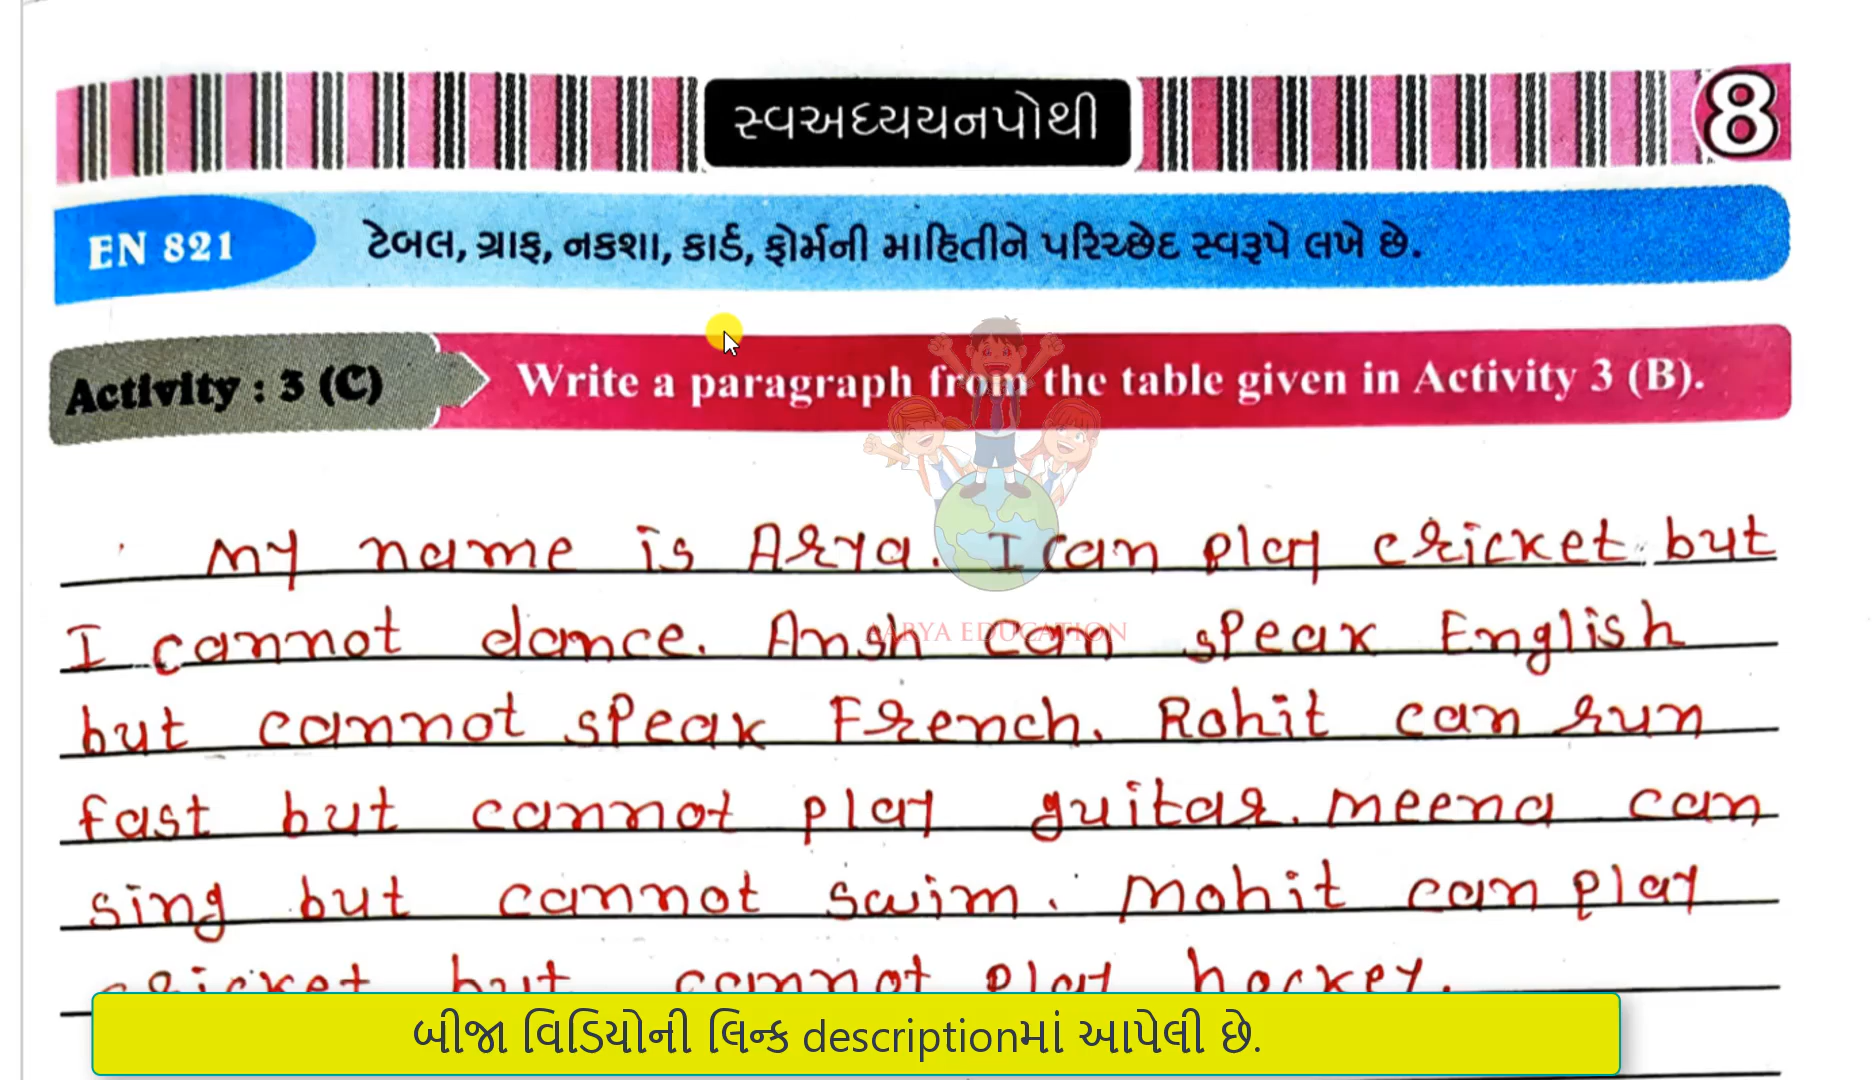 સ્વઅધ્યયનપોથી
8
EN 821
ટેબલ, ગ્રાફ, નકશા, કાર્ડ, ફોર્મની માહિતીને પરિચ્છેદ સ્વરૂપે લખે છે.
Activity : 3 (C)
Write a paragraph from the table given in Activity 3 (B).
My name is Arya. I can play cricket but
I cannot dance. Ansh can speak English
but cannot speak French. Rohit can run
fast but cannot play guitar. Meena can
sing but cannot swim. Mohit can play
cricket but cannot play hockey.
AARYA EDUCATION
બીજા વિડિયોની લિન્ક descriptionમાં આપેલી છે.